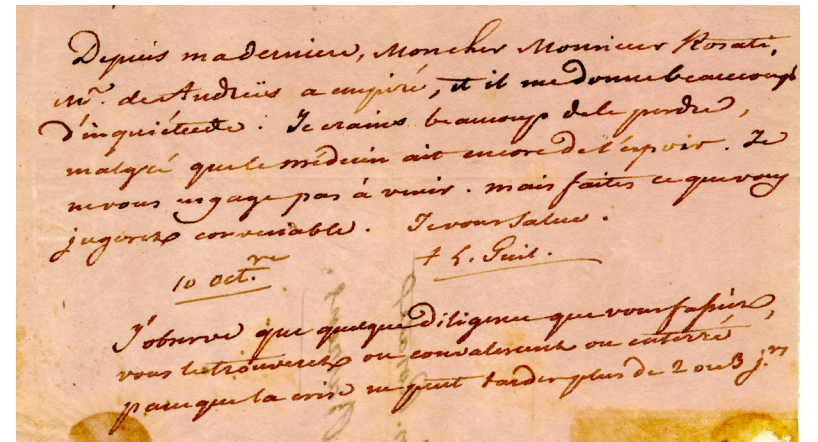 Depuis ma derniere, Mon cher Monsieur Rosati,
Mr. de Andreïs a empiré, et il me donne beaucoup
d'inquiétude. Je crains beaucoup de le perdre,
malgré que le médecin ait encore de l'espoir. Je
ne vous engage pas à venir. mais faites ce que vous
jugerez convenable. Je vous salue.
10 octre
+ L. Guil.
J'observe que quelque diligence que vous fassiez,
vous le trouverez ou convalescent ou enterré
parce que la crise ne peut tarder plus de 2 ou 3 jrs